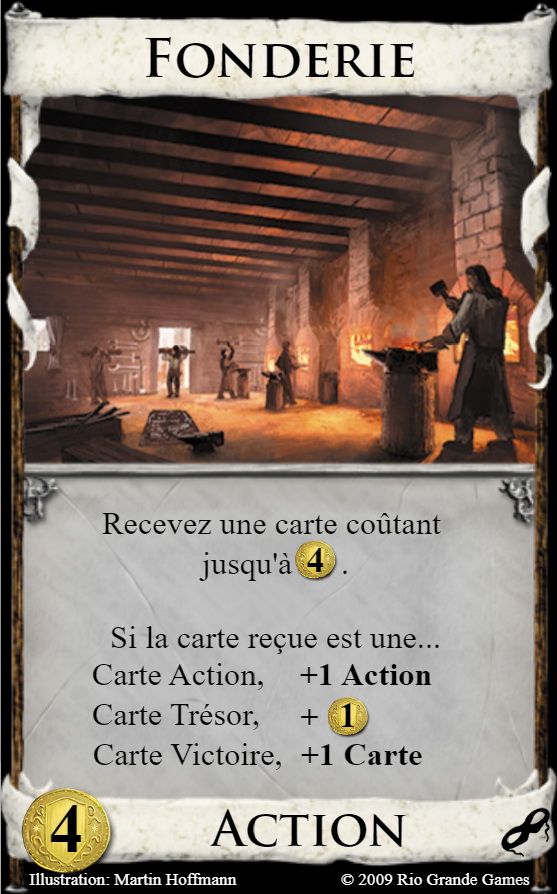 FONDERIE
Recevez une carte coûtant
jusqu'à 4 .
Si la carte reçue est une...
Carte Action, +1 Action
Carte Trésor, + 1
Carte Victoire, +1 Carte
4 ACTION
Illustration: Martin Hoffmann © 2009 Rio Grande Games